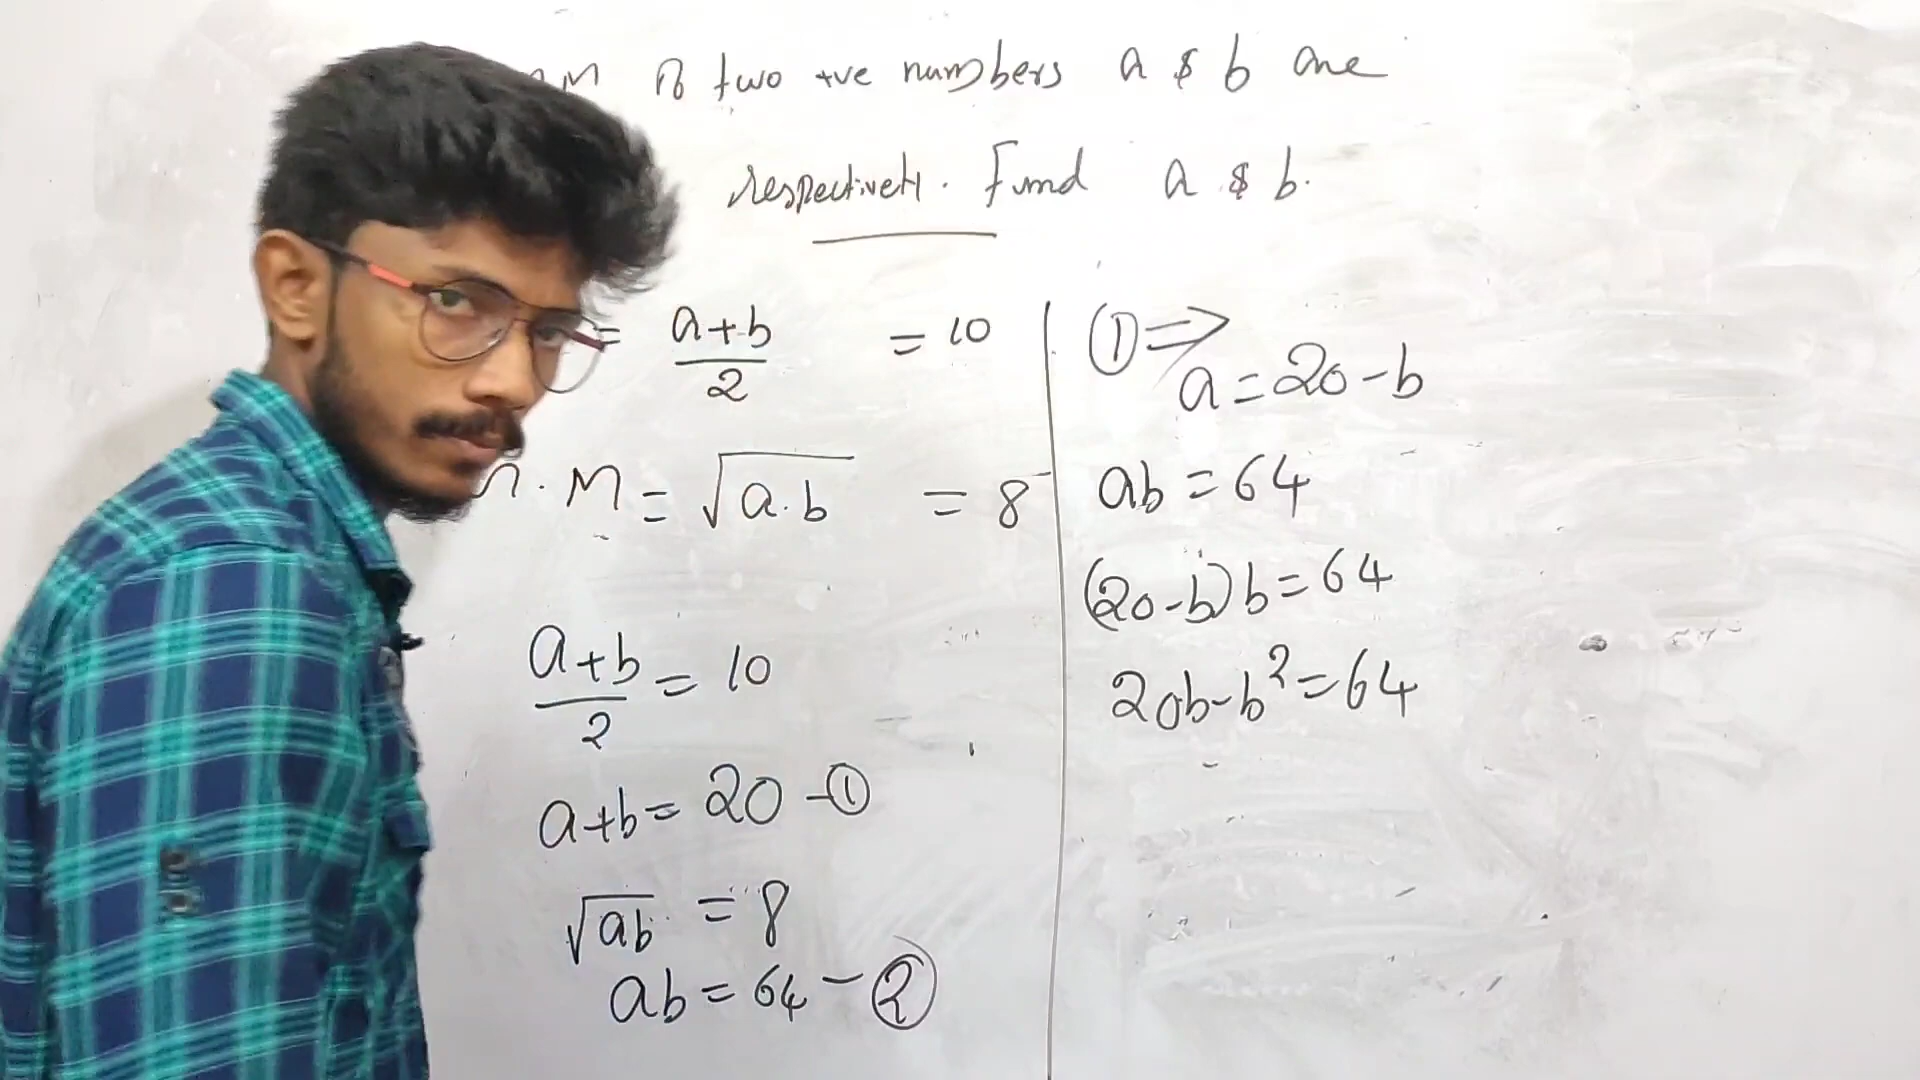 M of two +ve numbers a & b are
respectively. Find a & b.
= a+b/2 = 10
. M = √a.b = 8
a+b/2 = 10
a+b = 20 - ①
√ab = 8
ab = 64 - ②
① ⇒
a = 20 - b
ab = 64
(20-b)b = 64
20b - b² = 64